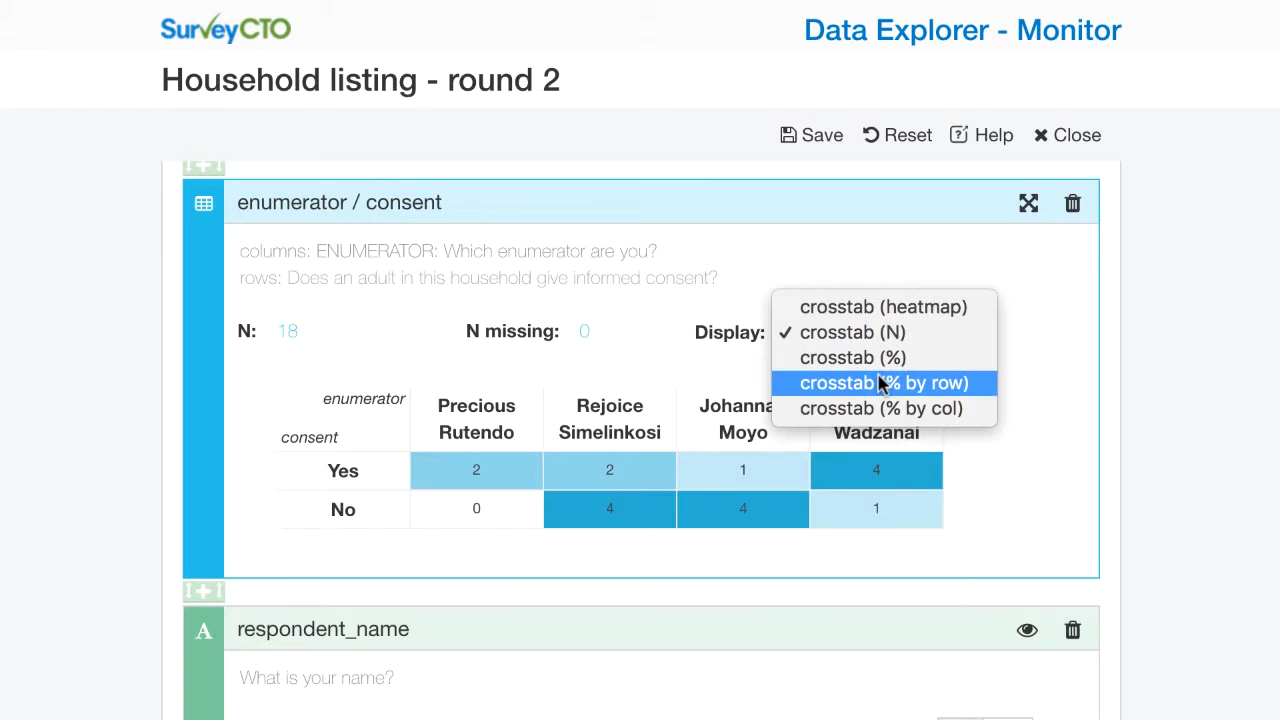 SurveyCTO
Data Explorer - Monitor
Household listing - round 2
Save Reset Help Close
enumerator / consent
columns: ENUMERATOR: Which enumerator are you?
rows: Does an adult in this household give informed consent?
N: 18 N missing: 0 Display:
crosstab (heatmap)
✓ crosstab (N)
crosstab (%)
crosstab (% by row)
crosstab (% by col)
enumerator
consent
Precious Rutendo
Rejoice Simelinkosi
Johanna Moyo
Wadzanai
Yes 2 2 1 4
No 0 4 4 1
A respondent_name
What is your name?